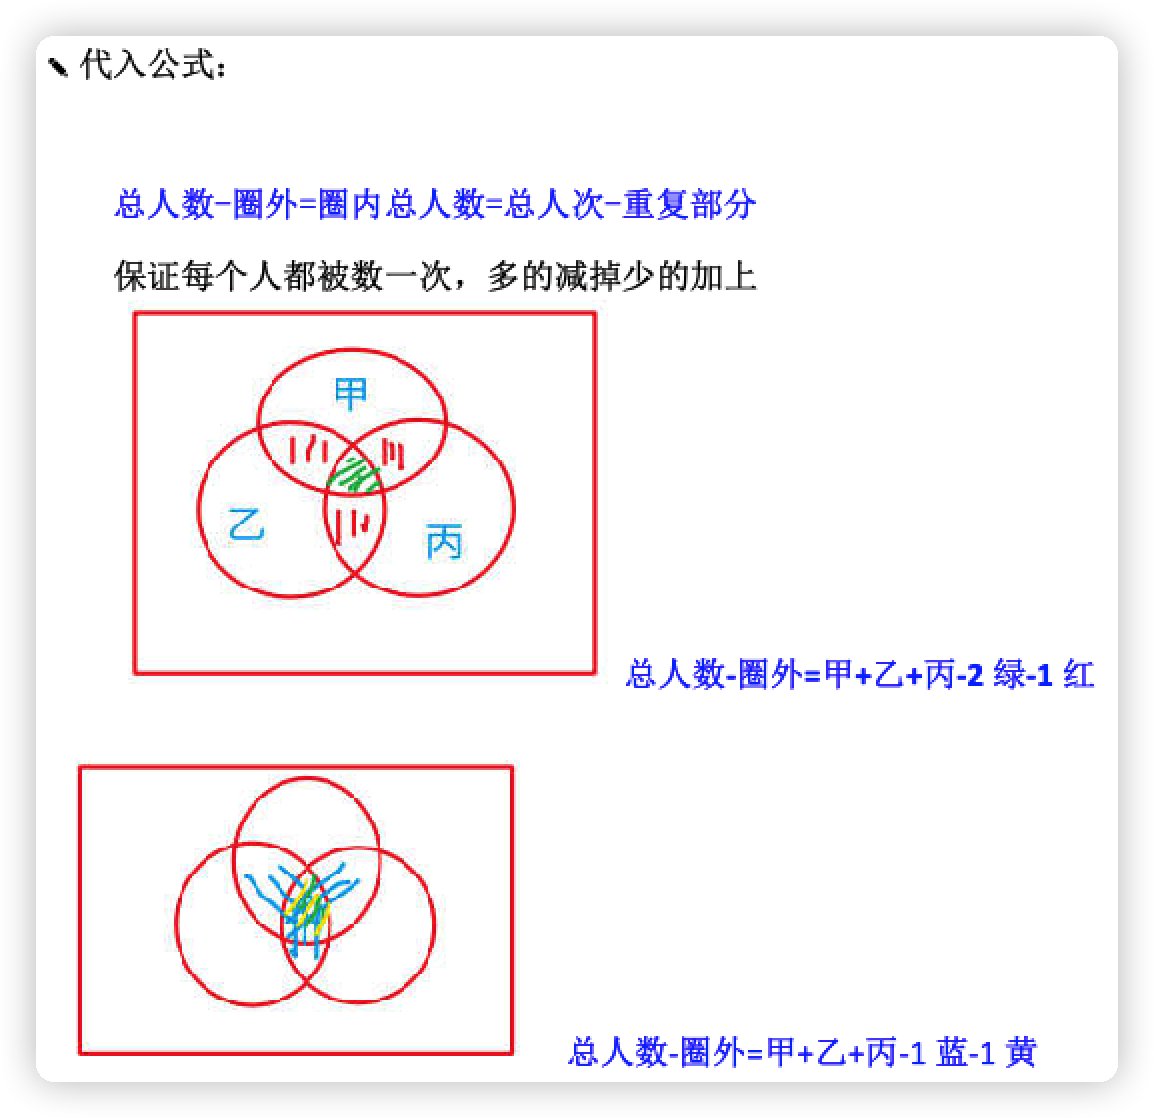 代入公式：
总人数-圈外=圈内总人数=总人次-重复部分
保证每个人都被数一次，多的减掉少的加上
甲
乙
丙
总人数-圈外=甲+乙+丙-2 绿-1 红
总人数-圈外=甲+乙+丙-1 蓝-1 黄